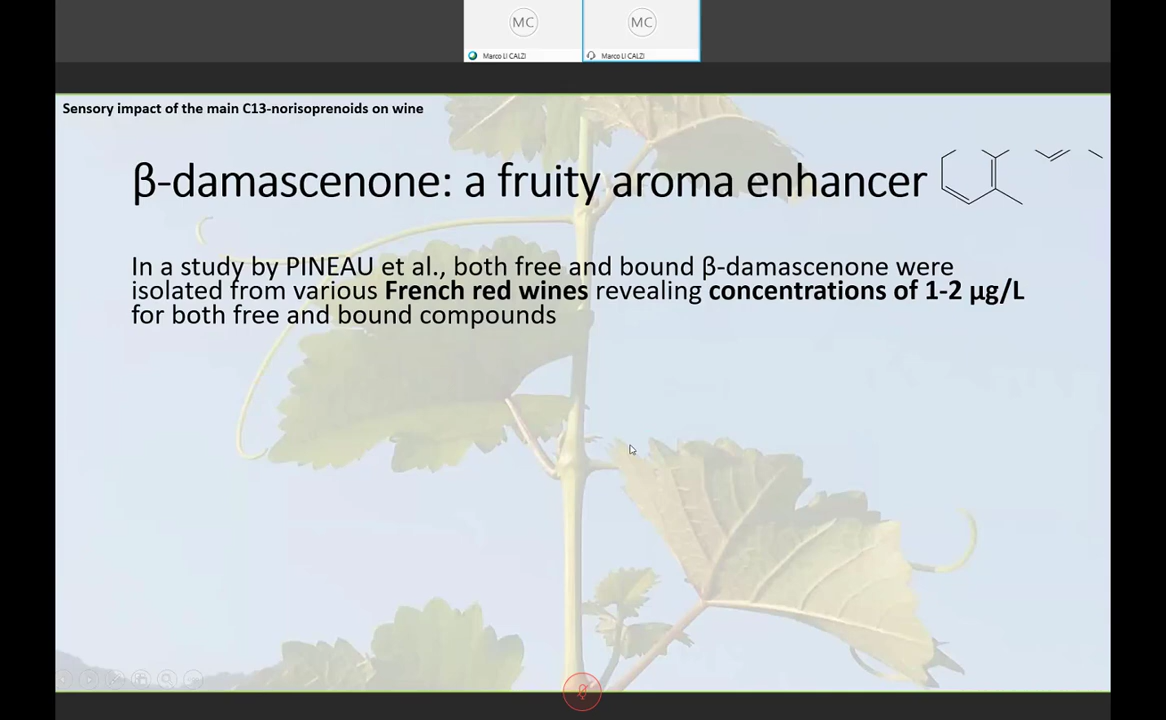 MC
MC
Marco LI CALZI
Marco LI CALZI
Sensory impact of the main C13-norisoprenoids on wine
β-damascenone: a fruity aroma enhancer
In a study by PINEAU et al., both free and bound β-damascenone were
isolated from various French red wines revealing concentrations of 1-2 µg/L
for both free and bound compounds